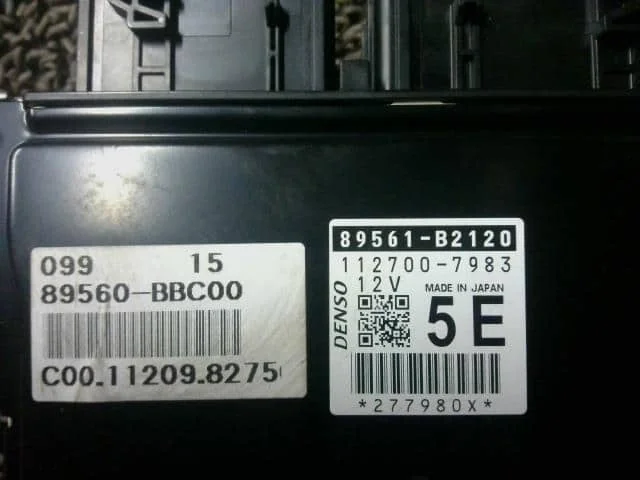 099 15
89560-BBC00
C00.11209.8275
89561-B2120
112700-7983
DENSO
12V
MADE IN JAPAN
5E
*277980X*